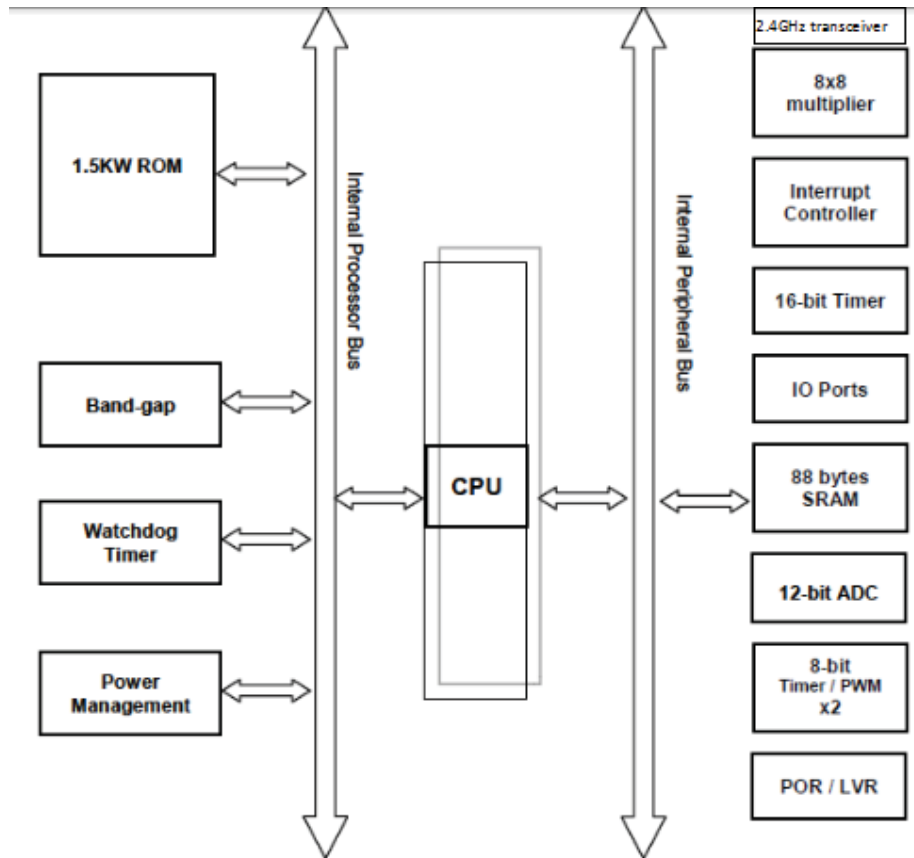 2.4GHz transceiver
8x8
multiplier
1.5KW ROM
Internal Processor Bus
Internal Peripheral Bus
Interrupt
Controller
16-bit Timer
Band-gap
IO Ports
CPU
88 bytes
SRAM
Watchdog
Timer
12-bit ADC
Power
Management
8-bit
Timer / PWM
x2
POR / LVR